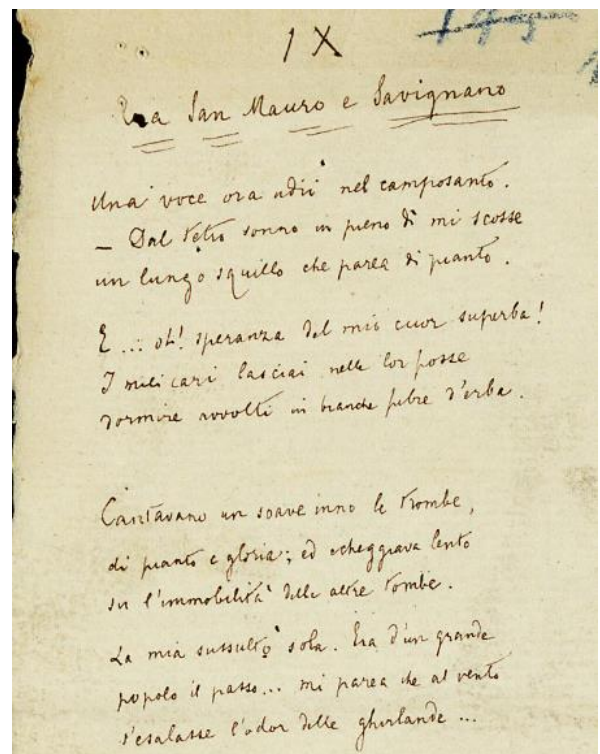 IX
Tra San Mauro e Savignano
Una voce ora udii nel camposanto.
— Dal tetro sonno in pieno dì mi scosse
un lungo squillo che parea di pianto.
E ... oh! speranza del mio cuor superba!
I miei cari lasciai nelle lor fosse
dormire avvolti in bianche fibre d'erba.
Cantavano un soave inno le trombe,
di pianto e gloria; ed echeggiava lento
su l'immobilità delle altre tombe.
La mia sussultò sola. Era d'un grande
popolo il passo... mi parea che al vento
s'esalasse l'odor delle ghirlande ...